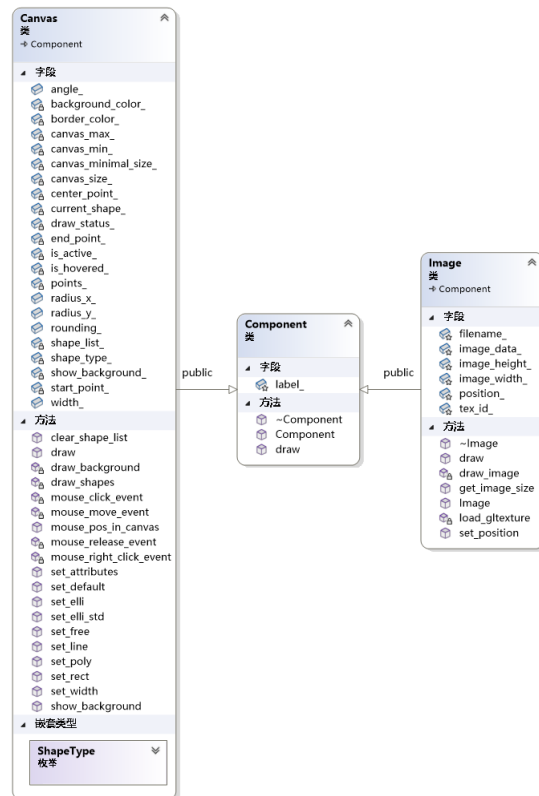 Canvas
类
Component
字段
angle_
background_color_
border_color_
canvas_max_
canvas_min_
canvas_minimal_size_
canvas_size_
center_point_
current_shape_
draw_status_
end_point_
is_active_
is_hovered_
points_
radius_x_
radius_y_
rounding_
shape_list_
shape_type_
show_background_
start_point_
width_
方法
clear_shape_list
draw
draw_background
draw_shapes
mouse_click_event
mouse_move_event
mouse_pos_in_canvas
mouse_release_event
mouse_right_click_event
set_attributes
set_default
set_elli
set_elli_std
set_free
set_line
set_poly
set_rect
set_width
show_background
嵌套类型
ShapeType
枚举
public
Component
类
字段
label_
方法
~Component
Component
draw
public
Image
类
Component
字段
filename_
image_data_
image_height_
image_width_
position_
tex_id_
方法
~Image
draw
draw_image
get_image_size
Image
load_gltexture
set_position